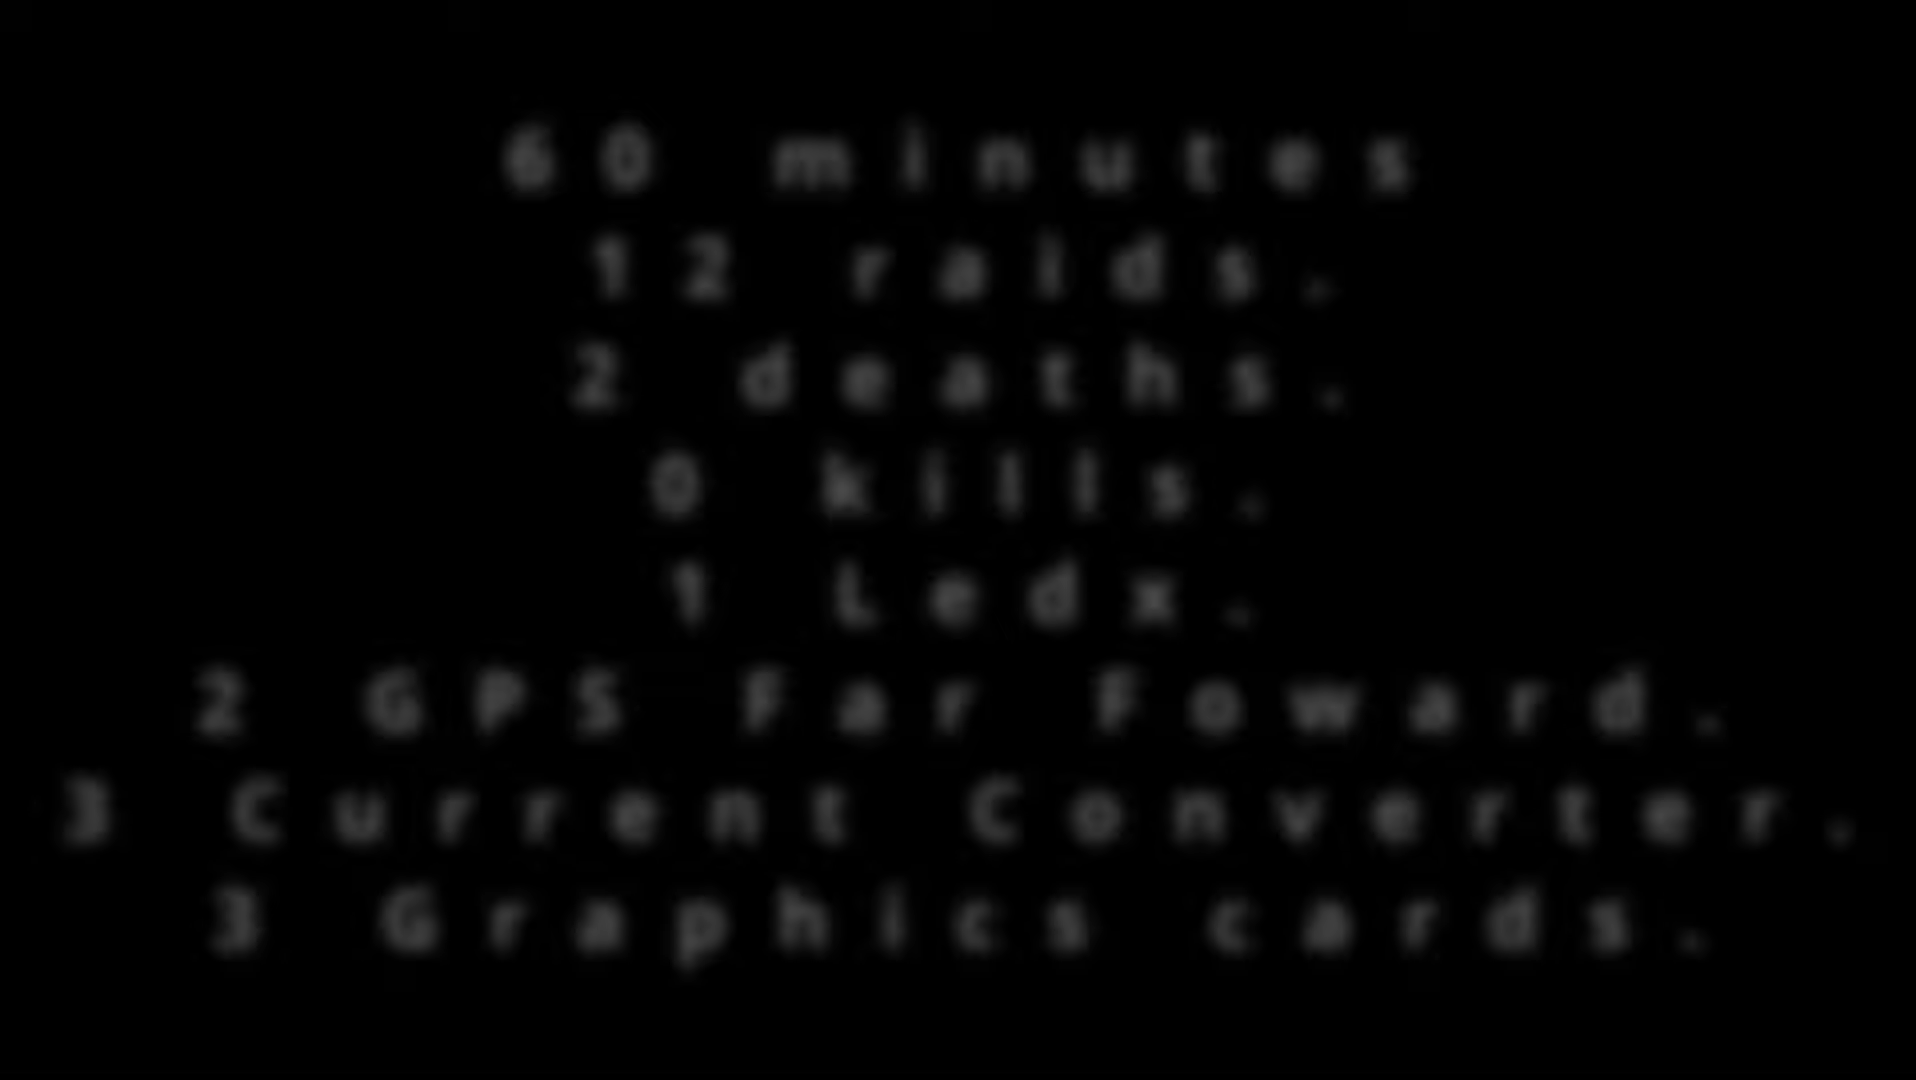 60 minutes
12 raids.
2 deaths.
0 kills.
1 Ledx.
2 GPS Far Foward.
3 Current Converter.
3 Graphics cards.